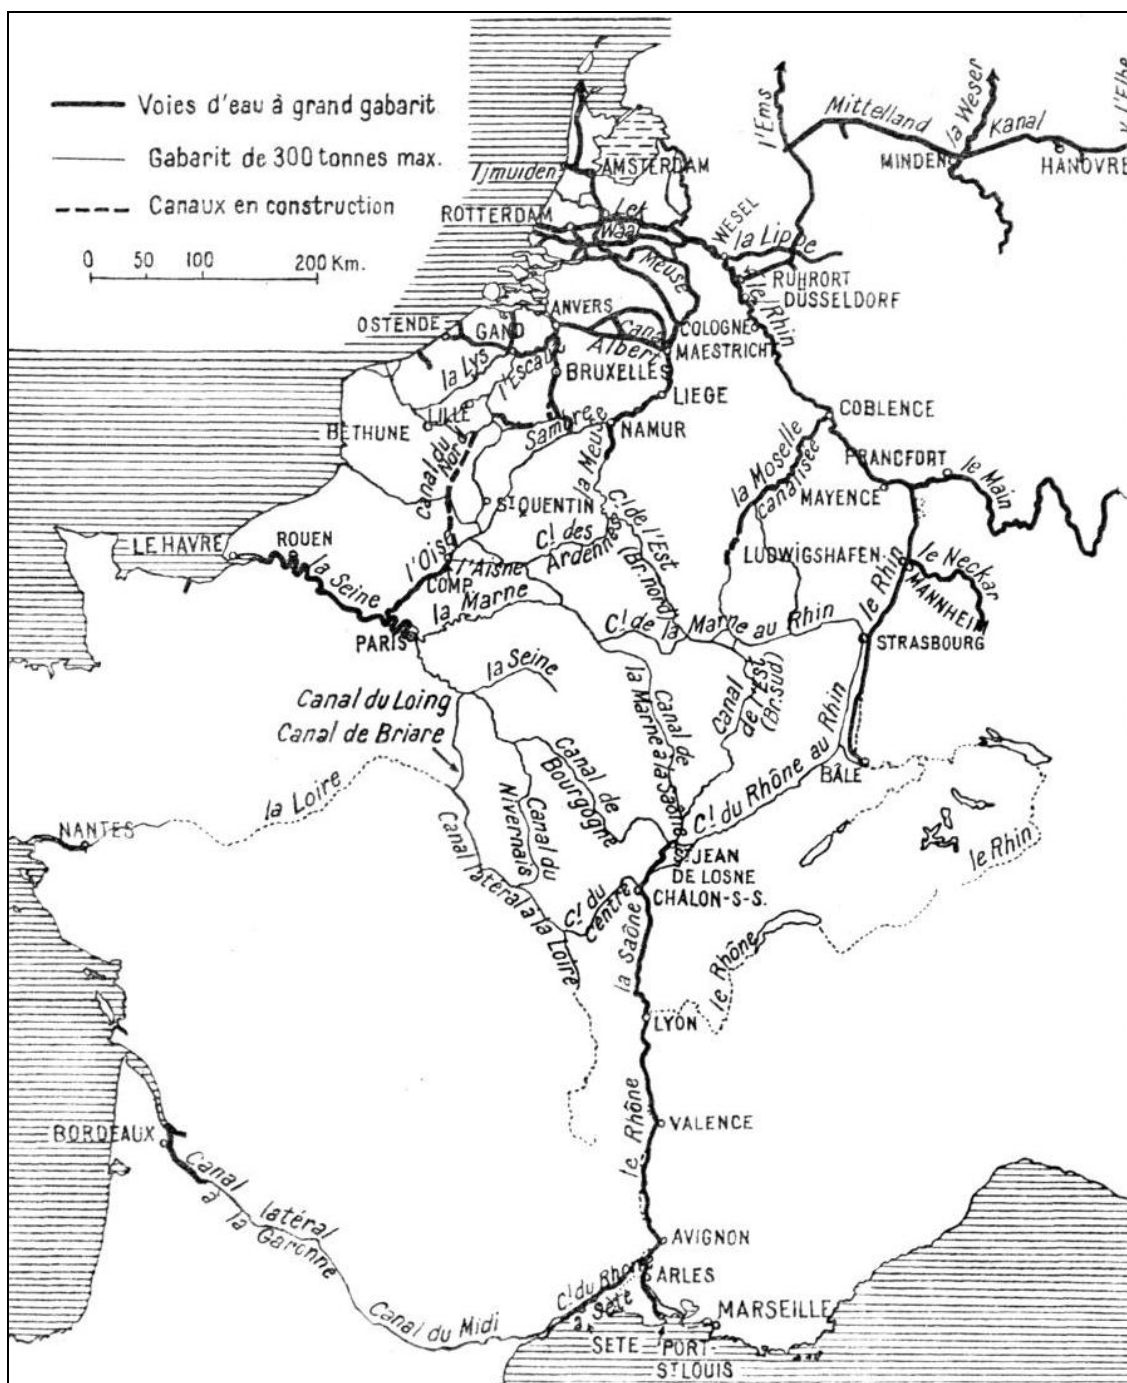 Voies d'eau à grand gabarit
Gabarit de 300 tonnes max.
Canaux en construction
0 50 100 200 Km.
l'Ems
Mittelland
la Weser
Kanal
v. l'Elbe
MINDEN
HANOVRE
Ijmuiden
AMSTERDAM
ROTTERDAM
Lek
Waal
WESEL
la Lippe
Meuse
RUHRORT
DÜSSELDORF
le Rhin
OSTENDE
GAND
ANVERS
Canal
Albert
COLOGNE
MAESTRICHT
la Lys
l'Escaut
BRUXELLES
LIEGE
LILLE
BETHUNE
Sambre
NAMUR
COBLENCE
Canal du
Nord
la Meuse
la Moselle
canalisée
FRANCFORT
le Main
MAYENCE
ST QUENTIN
Cl de l'Est
(Br. nord)
LE HAVRE
ROUEN
l'Oise
l'Aisne
Cl des
Ardennes
LUDWIGSHAFEN
le Neckar
MANNHEIM
la Seine
COMP.
la Marne
le Rhin
PARIS
Cl de la Marne au Rhin
STRASBOURG
la Seine
Canal du Loing
Canal de Briare
Canal de
la Marne à la Saône
Canal
de l'Est
(Br. sud)
BÂLE
la Loire
Canal de
Bourgogne
Canal du
Nivernais
Cl du Rhône au Rhin
NANTES
le Rhin
ST JEAN
DE LOSNE
Canal latéral à la Loire
Cl du
Centre
CHALON-S-S.
la Saône
le Rhône
LYON
BORDEAUX
VALENCE
le Rhône
Canal
latéral
à la Garonne
AVIGNON
Cl du Rhône
à Sète
ARLES
Canal du Midi
MARSEILLE
SETE
PORT-
ST LOUIS